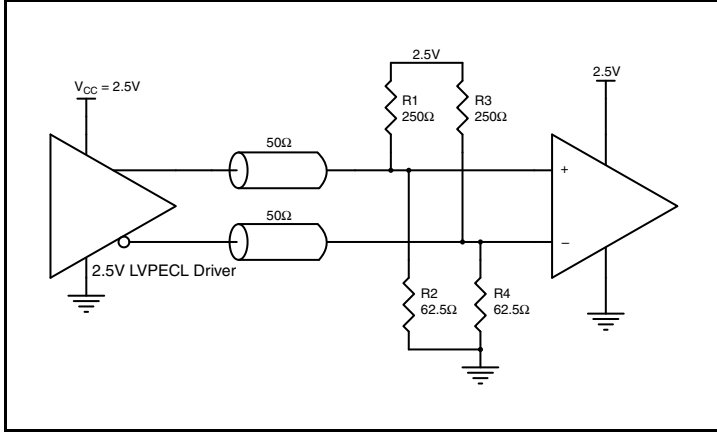 2.5V
V_CC = 2.5V
2.5V
R1
250Ω
R3
250Ω
50Ω
+
50Ω
−
2.5V LVPECL Driver
R2
62.5Ω
R4
62.5Ω